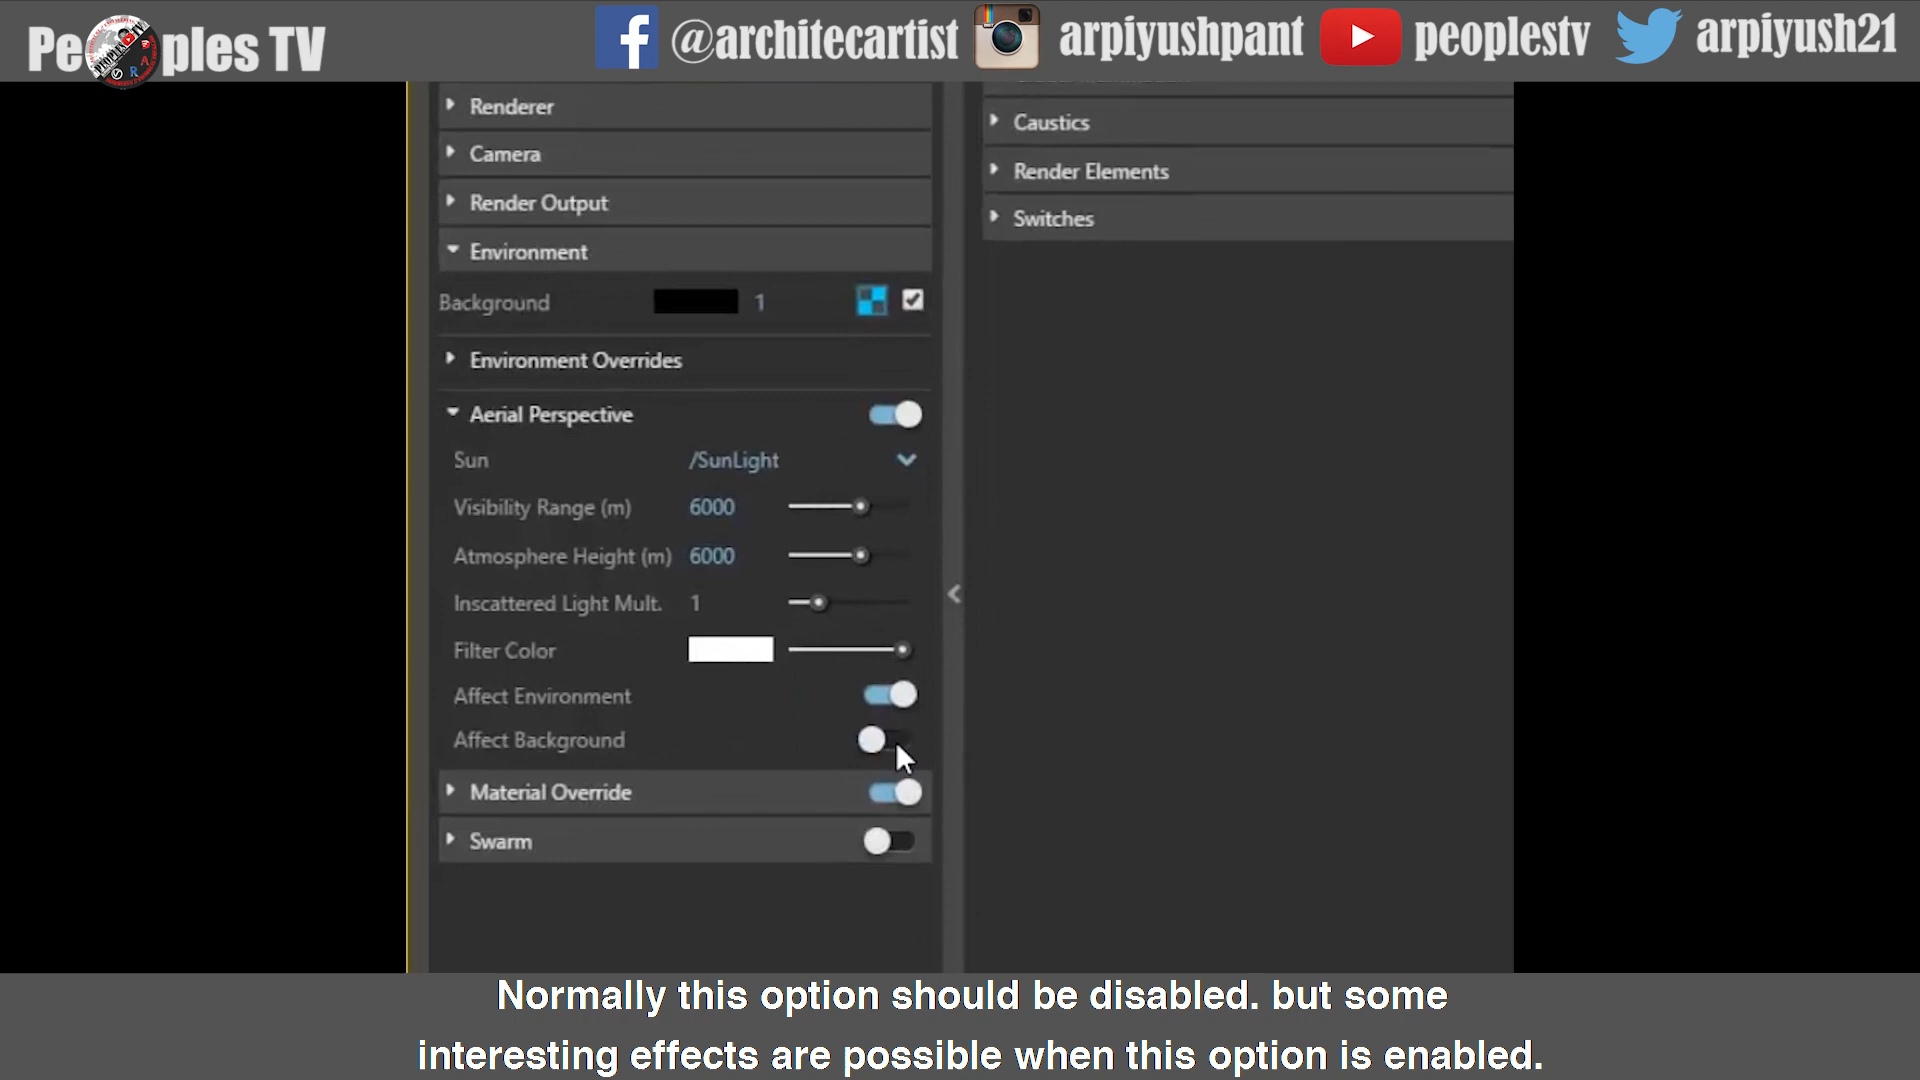 Peoples TV
@architecartist
arpiyushpant
peoplestv
arpiyush21
Renderer
Camera
Render Output
Environment
Background 1
Environment Overrides
Aerial Perspective
Sun /SunLight
Visibility Range (m) 6000
Atmosphere Height (m) 6000
Inscattered Light Mult. 1
Filter Color
Affect Environment
Affect Background
Material Override
Swarm
Caustics
Render Elements
Switches
Normally this option should be disabled. but some
interesting effects are possible when this option is enabled.